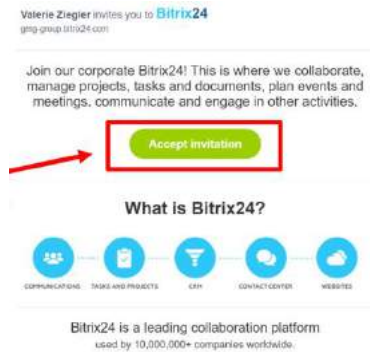 Valerie Ziegler invites you to Bitrix24
gmg-group.bitrix24.com
Join our corporate Bitrix24! This is where we collaborate,
manage projects, tasks and documents, plan events and
meetings, communicate and engage in other activities.
Accept invitation
What is Bitrix24?
COMMUNICATIONS TASKS AND PROJECTS CRM CONTACT CENTER WEBSITES
Bitrix24 is a leading collaboration platform
used by 10,000,000+ companies worldwide.